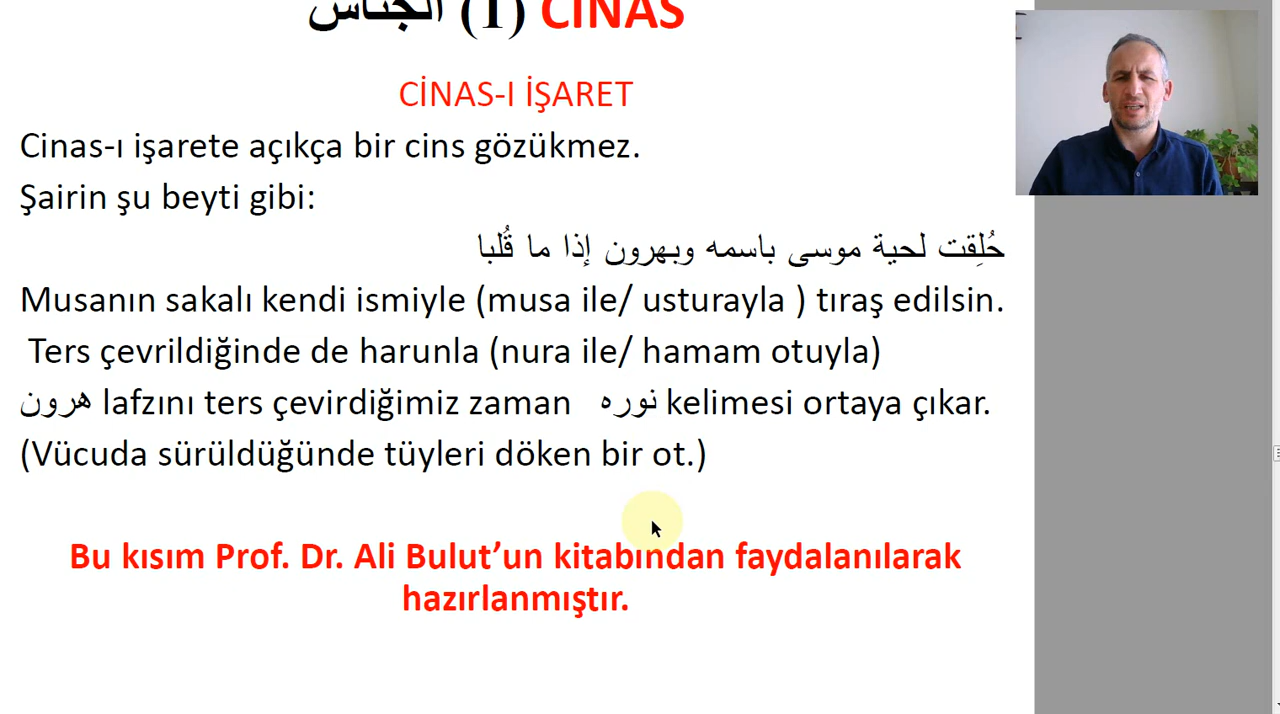 CİNAS (1) الجناس
CİNAS-I İŞARET
Cinas-ı işarete açıkça bir cins gözükmez.
Şairin şu beyti gibi:
حُلِقت لحية موسى باسمه وبهرون إذا ما قُلبا
Musanın sakalı kendi ismiyle (musa ile/ usturayla ) tıraş edilsin.
Ters çevrildiğinde de harunla (nura ile/ hamam otuyla)
هرون lafzını ters çevirdiğimiz zaman نوره kelimesi ortaya çıkar.
(Vücuda sürüldüğünde tüyleri döken bir ot.)
Bu kısım Prof. Dr. Ali Bulut’un kitabından faydalanılarak
hazırlanmıştır.